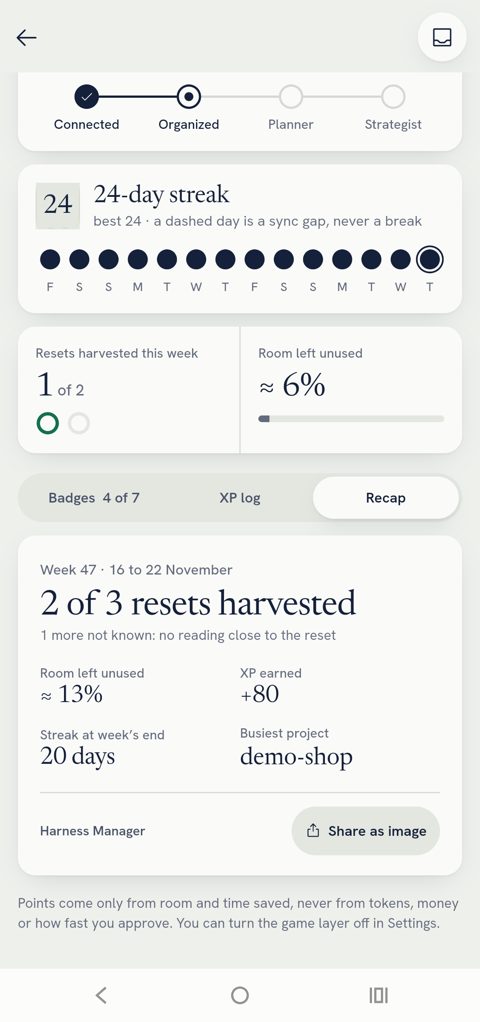 Connected Organized Planner Strategist
24
24-day streak
best 24 · a dashed day is a sync gap, never a break
F S S M T W T F S S M T W T
Resets harvested this week
1 of 2
Room left unused
≈ 6%
Badges 4 of 7 XP log Recap
Week 47 · 16 to 22 November
2 of 3 resets harvested
1 more not known: no reading close to the reset
Room left unused
≈ 13%
XP earned
+80
Streak at week’s end
20 days
Busiest project
demo-shop
Harness Manager
Share as image
Points come only from room and time saved, never from tokens, money
or how fast you approve. You can turn the game layer off in Settings.